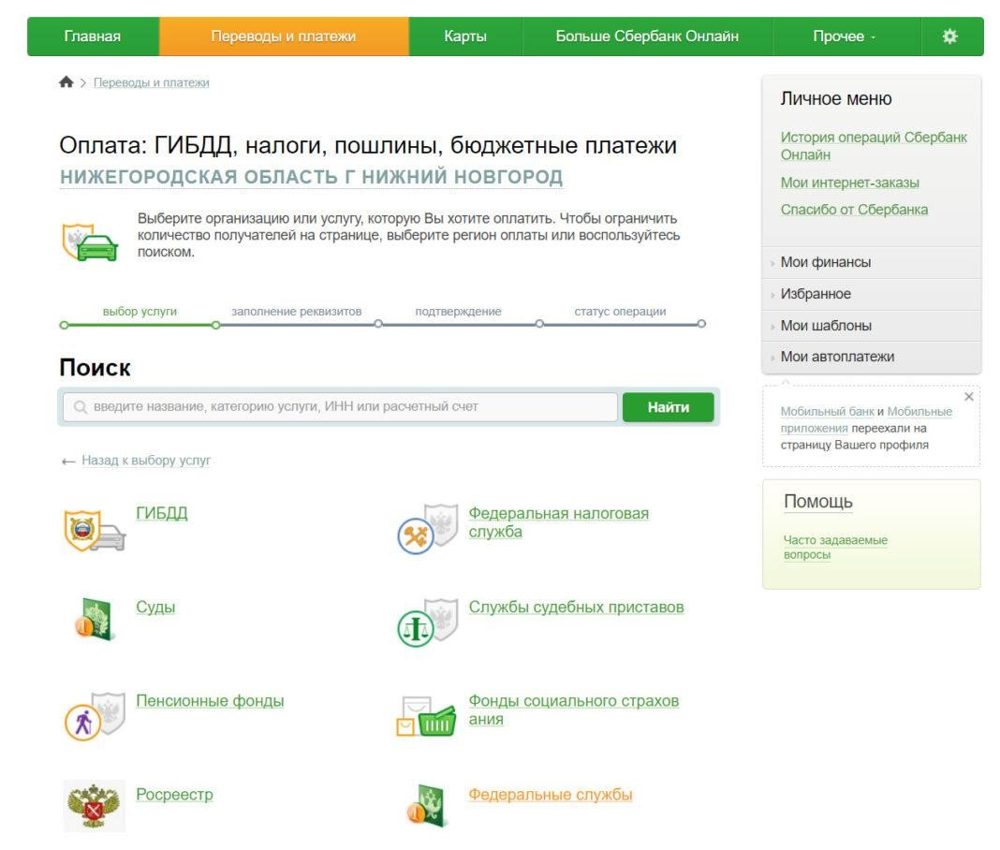 Главная Переводы и платежи Карты Больше Сбербанк Онлайн Прочее
Переводы и платежи
Оплата: ГИБДД, налоги, пошлины, бюджетные платежи
НИЖЕГОРОДСКАЯ ОБЛАСТЬ Г НИЖНИЙ НОВГОРОД
Выберите организацию или услугу, которую Вы хотите оплатить. Чтобы ограничить
количество получателей на странице, выберите регион оплаты или воспользуйтесь
поиском.
выбор услуги заполнение реквизитов подтверждение статус операции
Поиск
введите название, категорию услуги, ИНН или расчетный счет Найти
← Назад к выбору услуг
ГИБДД
Федеральная налоговая
служба
Суды
Службы судебных приставов
Пенсионные фонды
Фонды социального страхов
ания
Росреестр
Федеральные службы
Личное меню
История операций Сбербанк
Онлайн
Мои интернет-заказы
Спасибо от Сбербанка
Мои финансы
Избранное
Мои шаблоны
Мои автоплатежи
Мобильный банк и Мобильные
приложения переехали на
страницу Вашего профиля
Помощь
Часто задаваемые
вопросы